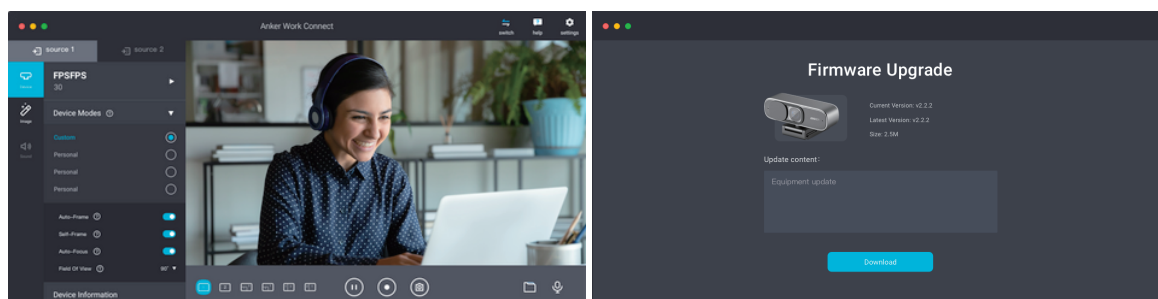 Anker Work Connect
switch
help
settings
source 1
source 2
Device
FPSFPS
30
Image
Device Modes
Custom
Sound
Personal
Personal
Personal
Auto-Frame
Self-Frame
Auto-Focus
Field Of View
90°
Device Information
Firmware Upgrade
Current Version: v2.2.2
Latest Version: v2.2.2
Size: 2.5M
Update content:
Equipment update
Download